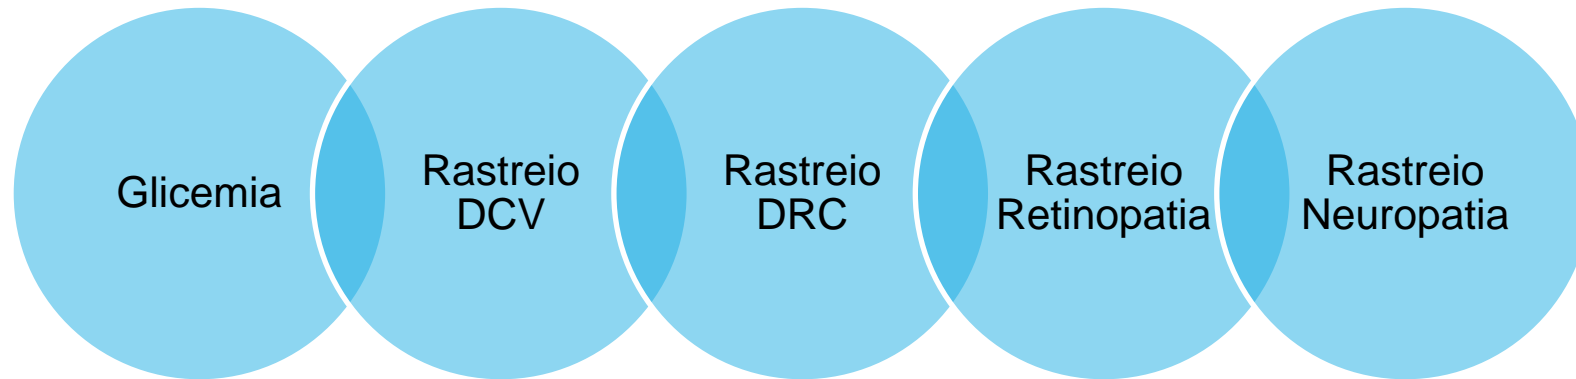 Glicemia
Rastreio
DCV
Rastreio
DRC
Rastreio
Retinopatia
Rastreio
Neuropatia